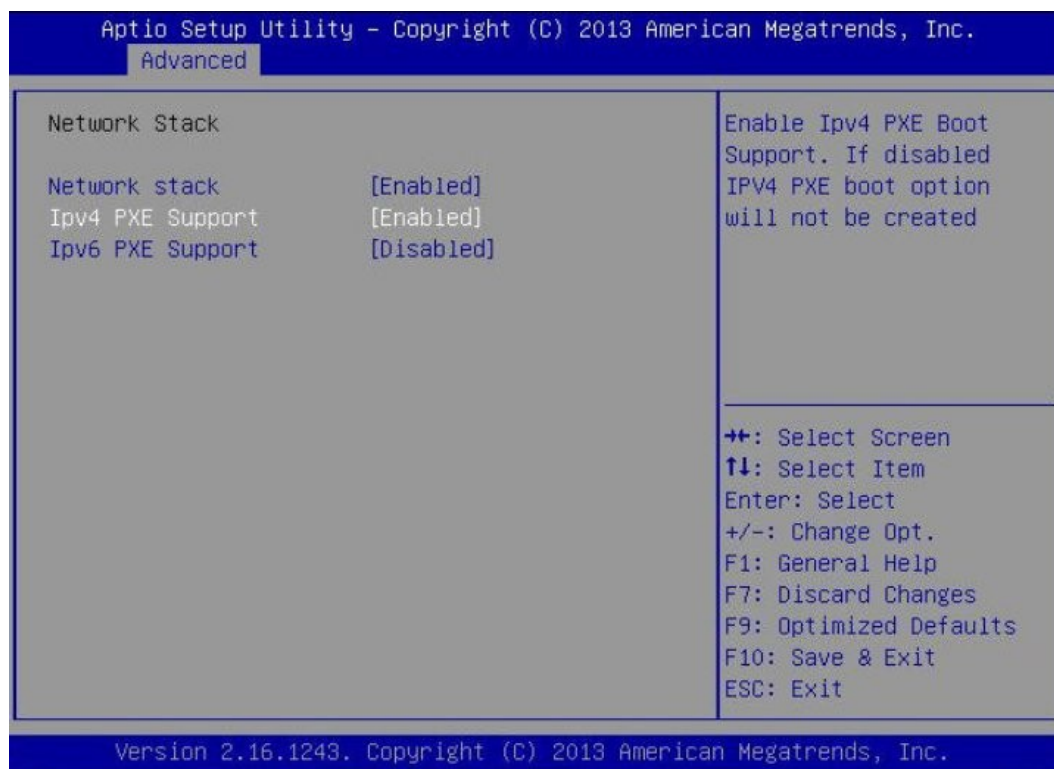 Aptio Setup Utility – Copyright (C) 2013 American Megatrends, Inc.
Advanced
Network Stack
Network stack [Enabled]
Ipv4 PXE Support [Enabled]
Ipv6 PXE Support [Disabled]
Enable Ipv4 PXE Boot
Support. If disabled
IPV4 PXE boot option
will not be created
→←: Select Screen
↑↓: Select Item
Enter: Select
+/-: Change Opt.
F1: General Help
F7: Discard Changes
F9: Optimized Defaults
F10: Save & Exit
ESC: Exit
Version 2.16.1243. Copyright (C) 2013 American Megatrends, Inc.